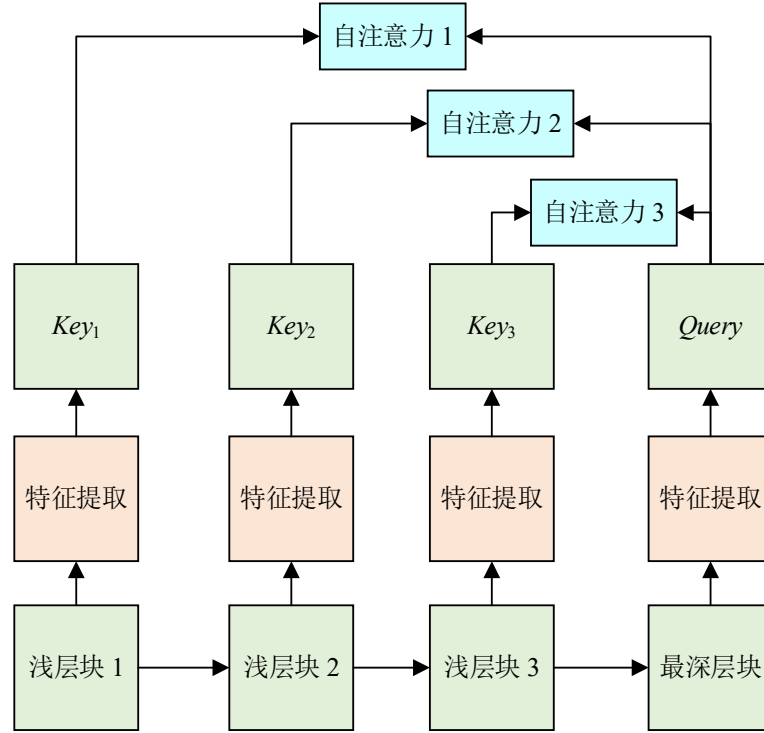 自注意力 1
自注意力 2
自注意力 3
Key₁
Key₂
Key₃
Query
特征提取
特征提取
特征提取
特征提取
浅层块 1
浅层块 2
浅层块 3
最深层块